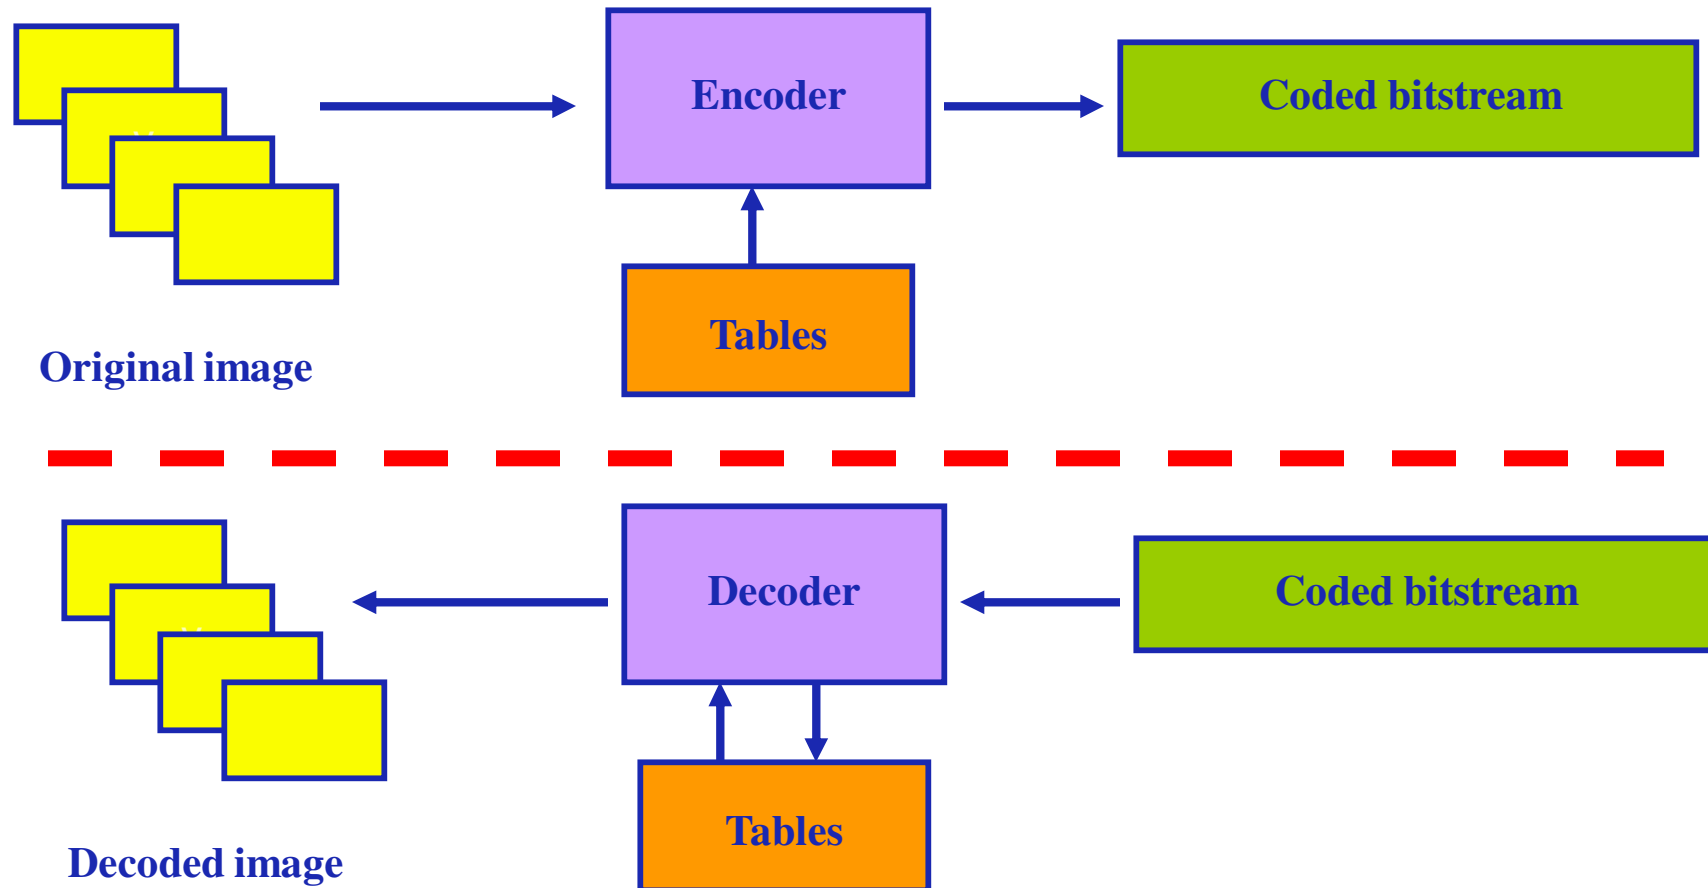 Encoder
Coded bitstream
Tables
Original image
Decoder
Coded bitstream
Tables
Decoded image